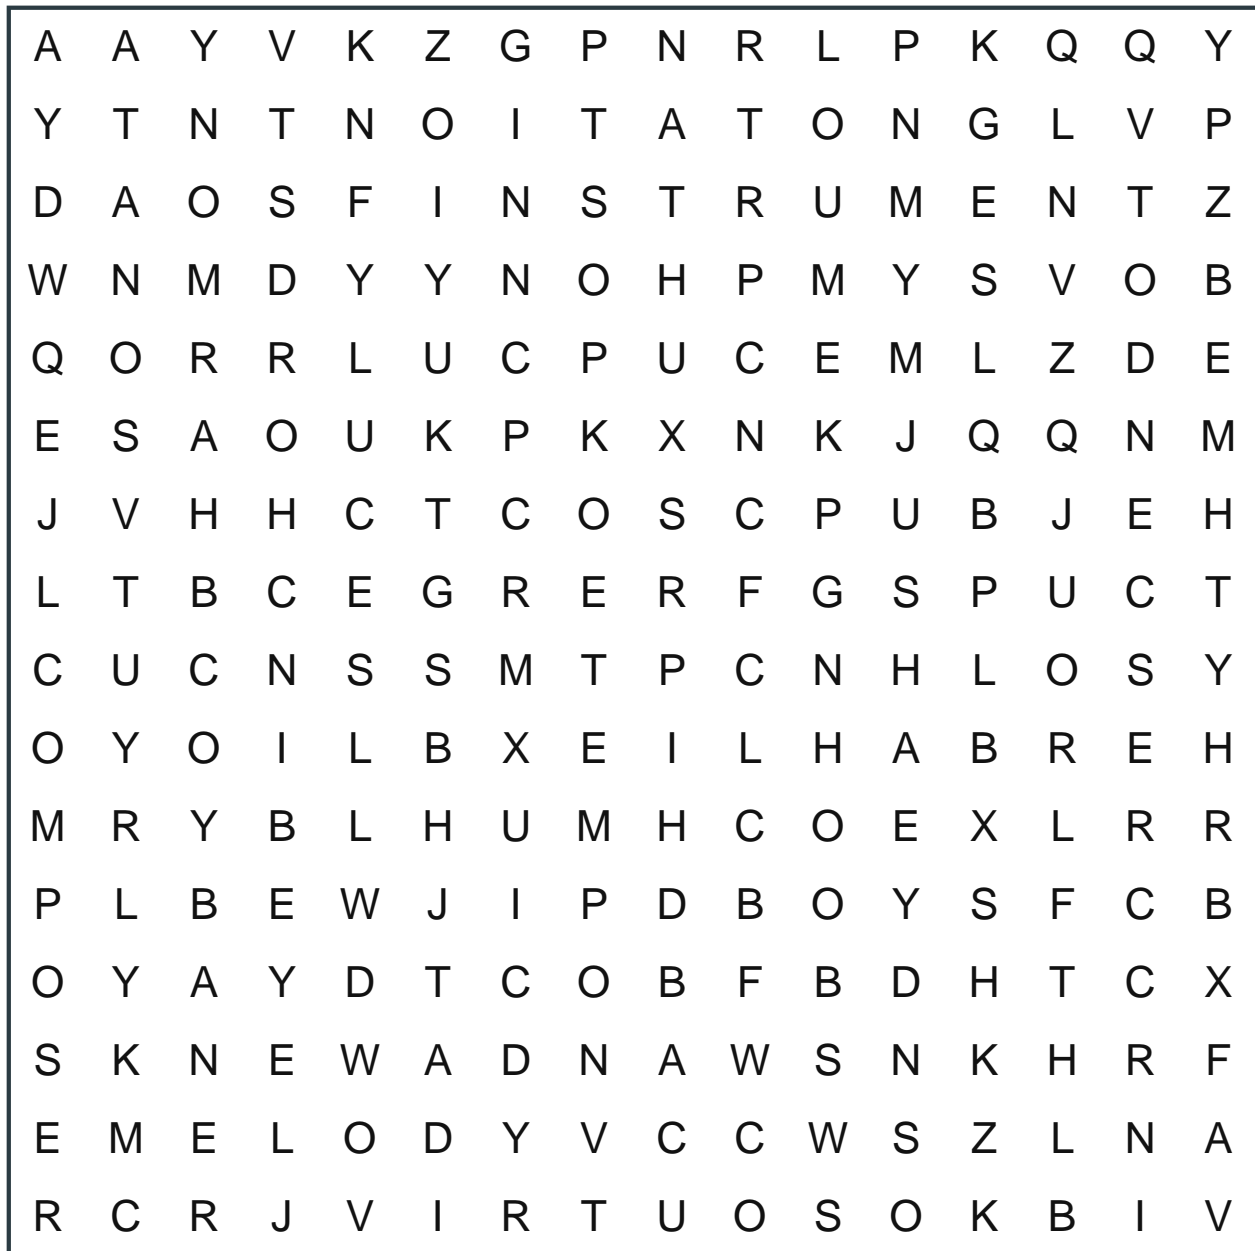 A A Y V K Z G P N R L P K Q Q Y
Y T N T N O I T A T O N G L V P
D A O S F I N S T R U M E N T Z
W N M D Y Y N O H P M Y S V O B
Q O R R L U C P U C E M L Z D E
E S A O U K P K X N K J Q Q N M
J V H H C T C O S C P U B J E H
L T B C E G R E R F G S P U C T
C U C N S S M T P C N H L O S Y
O Y O I L B X E I L H A B R E H
M R Y B L H U M H C O E X L R R
P L B E W J I P D B O Y S F C B
O Y A Y D T C O B F B D H T C X
S K N E W A D N A W S N K H R F
E M E L O D Y V C C W S Z L N A
R C R J V I R T U O S O K B I V